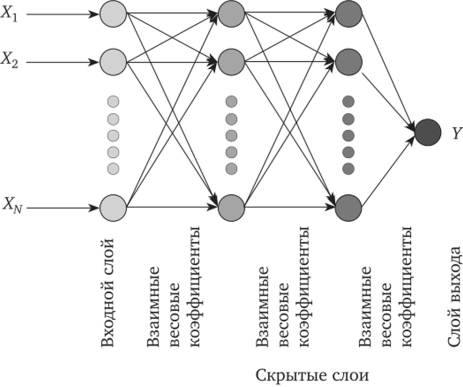 X1
X2
XN
Y
Входной слой
Взаимные
весовые
коэффициенты
Взаимные
весовые
коэффициенты
Взаимные
весовые
коэффициенты
Слой выхода
Скрытые слои